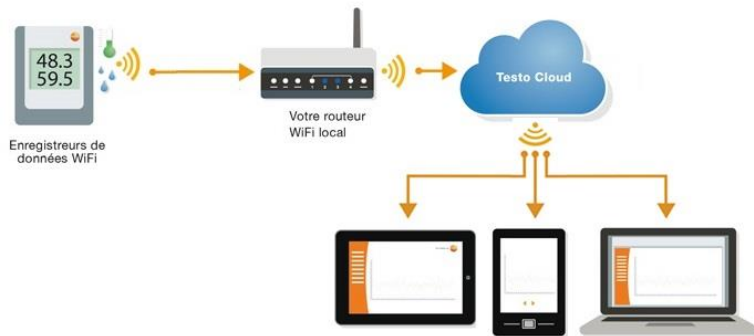 48.3
59.5
Enregistreurs de
données WiFi
Votre routeur
WiFi local
Testo Cloud